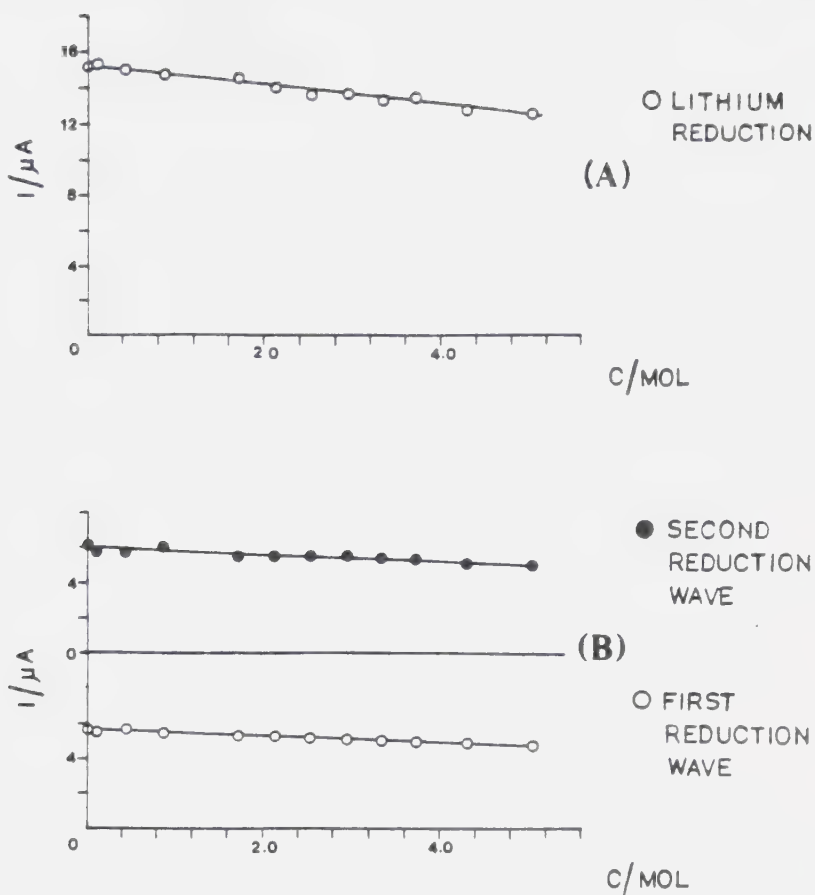 16
12
8
4
0
2.0
4.0
I/μA
C/MOL
O LITHIUM
REDUCTION
(A)
4
0
4
0
2.0
4.0
I/μA
C/MOL
● SECOND
REDUCTION
WAVE
(B)
O FIRST
REDUCTION
WAVE